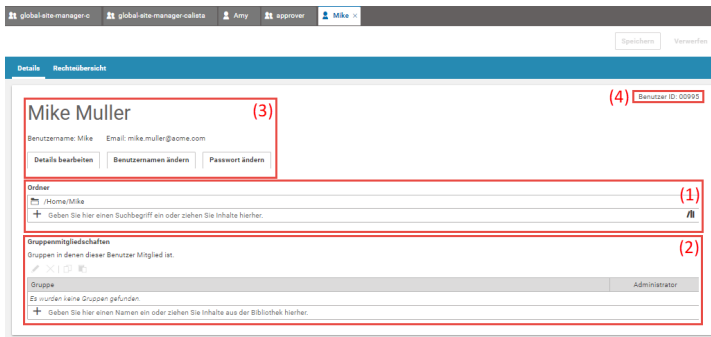 global-site-manager-c global-site-manager-calista Amy approver Mike ×
Speichern Verwerfen
Details Rechteübersicht
(4) Benutzer ID: 00995
Mike Muller (3)
Benutzername: Mike Email: mike.muller@acme.com
Details bearbeiten Benutzernamen ändern Passwort ändern
Ordner
/Home/Mike (1)
+ Geben Sie hier einen Suchbegriff ein oder ziehen Sie Inhalte hierher.
Gruppenmitgliedschaften (2)
Gruppen in denen dieser Benutzer Mitglied ist.
Gruppe Administrator
Es wurden keine Gruppen gefunden.
+ Geben Sie hier einen Namen ein oder ziehen Sie Inhalte aus der Bibliothek hierher.